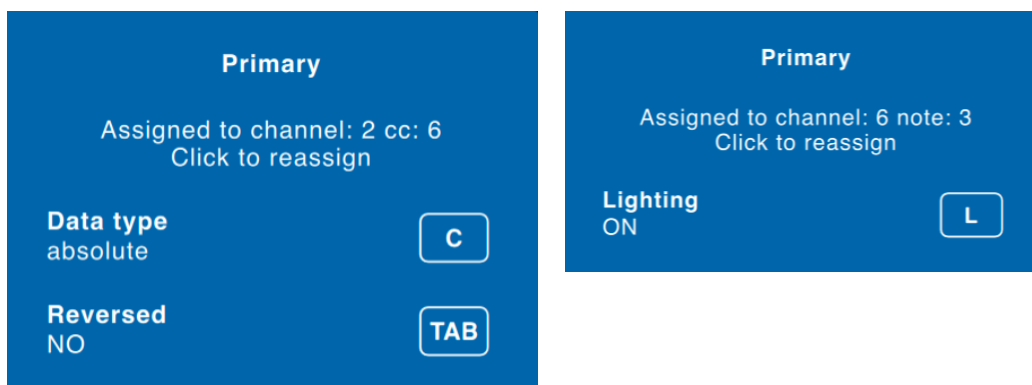 Primary
Assigned to channel: 2 cc: 6
Click to reassign
Data type
absolute
C
Reversed
NO
TAB
Primary
Assigned to channel: 6 note: 3
Click to reassign
Lighting
ON
L